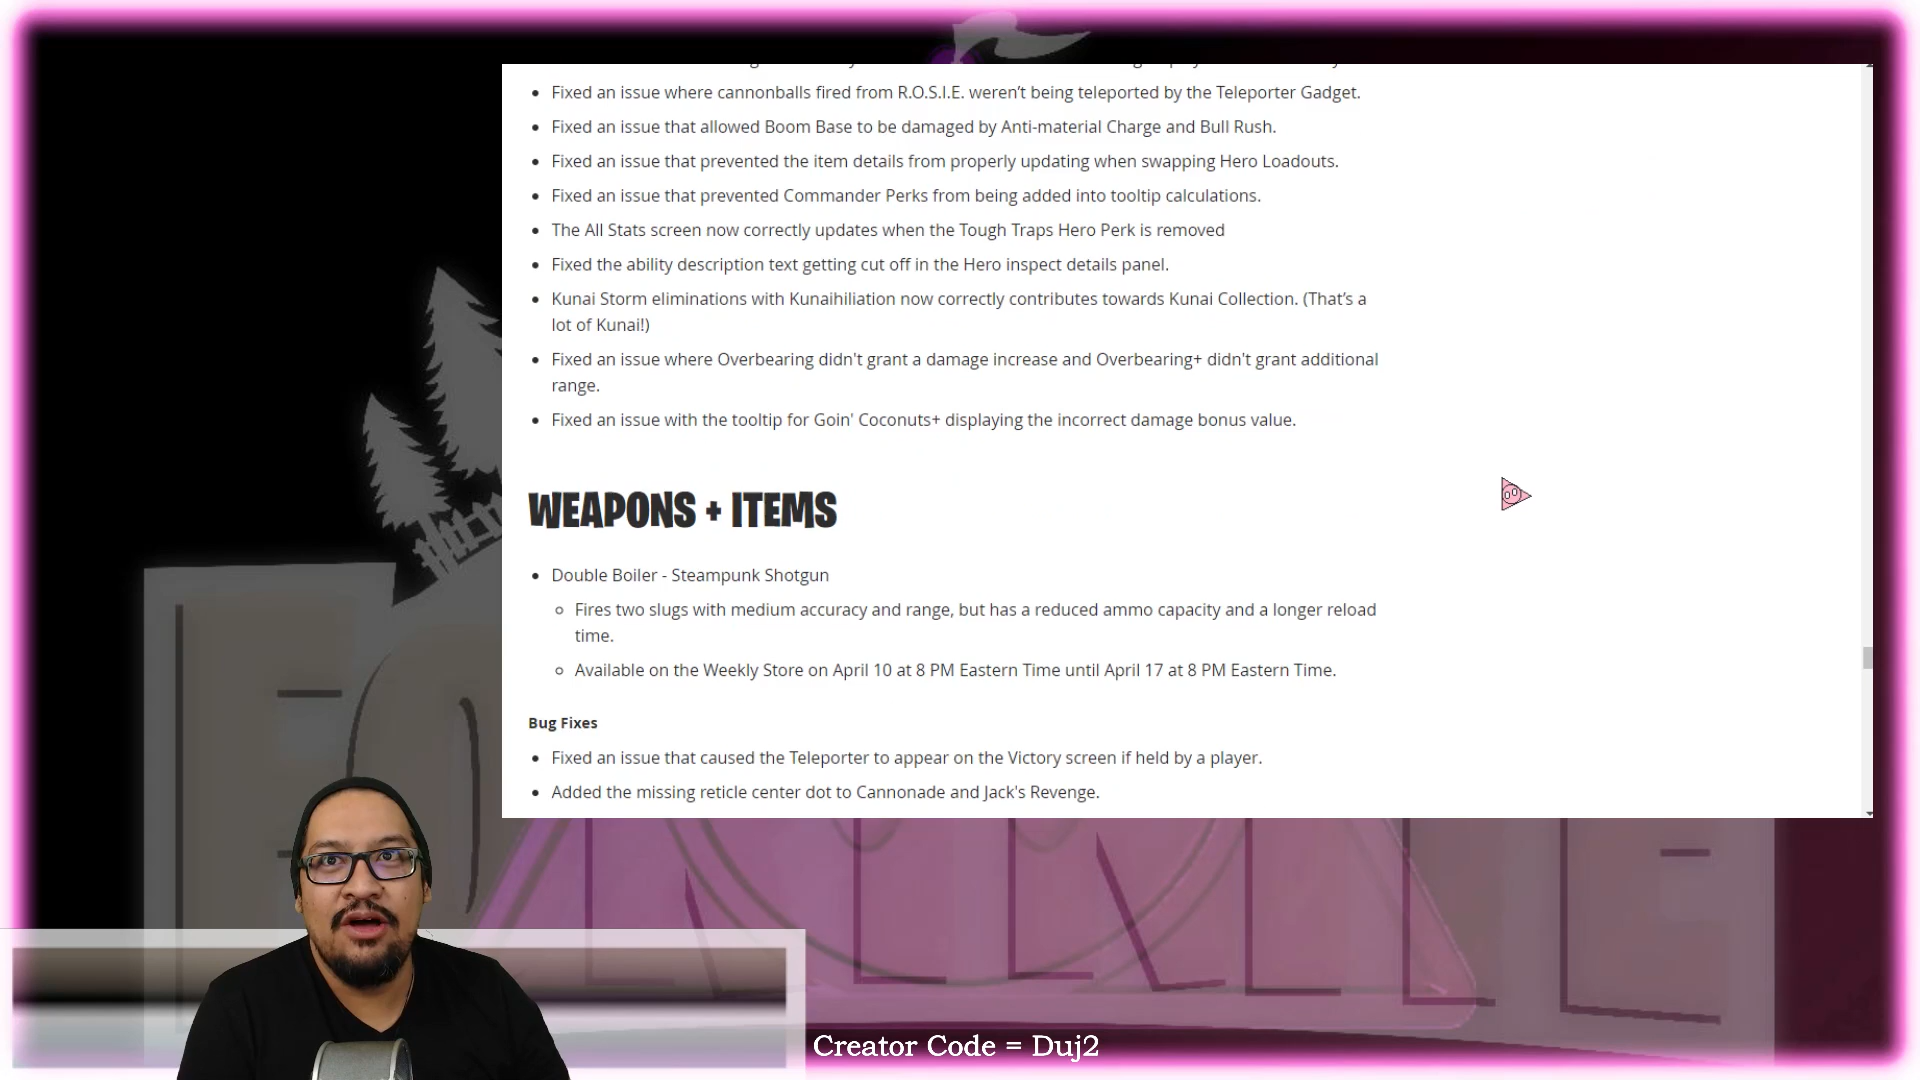 Fixed an issue where cannonballs fired from R.O.S.I.E. weren’t being teleported by the Teleporter Gadget.
Fixed an issue that allowed Boom Base to be damaged by Anti-material Charge and Bull Rush.
Fixed an issue that prevented the item details from properly updating when swapping Hero Loadouts.
Fixed an issue that prevented Commander Perks from being added into tooltip calculations.
The All Stats screen now correctly updates when the Tough Traps Hero Perk is removed
Fixed the ability description text getting cut off in the Hero inspect details panel.
Kunai Storm eliminations with Kunaihiliation now correctly contributes towards Kunai Collection. (That’s a
lot of Kunai!)
Fixed an issue where Overbearing didn't grant a damage increase and Overbearing+ didn't grant additional
range.
Fixed an issue with the tooltip for Goin' Coconuts+ displaying the incorrect damage bonus value.
WEAPONS + ITEMS
Double Boiler - Steampunk Shotgun
Fires two slugs with medium accuracy and range, but has a reduced ammo capacity and a longer reload
time.
Available on the Weekly Store on April 10 at 8 PM Eastern Time until April 17 at 8 PM Eastern Time.
Bug Fixes
Fixed an issue that caused the Teleporter to appear on the Victory screen if held by a player.
Added the missing reticle center dot to Cannonade and Jack's Revenge.
Creator Code = Duj2